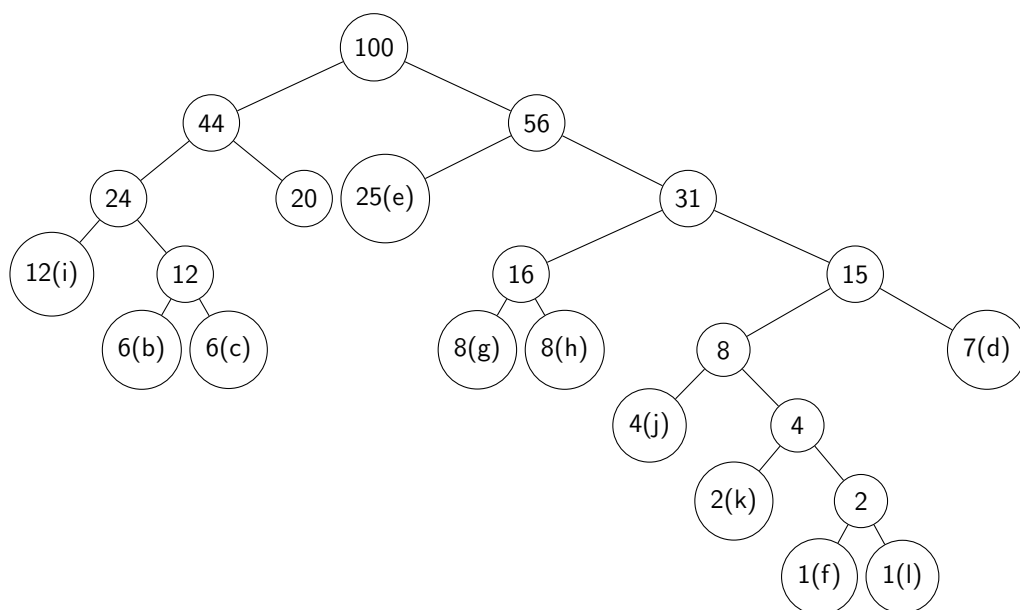 100
44 56
24 20 25(e) 31
12(i) 12 16 15
6(b) 6(c) 8(g) 8(h) 8 7(d)
4(j) 4
2(k) 2
1(f) 1(l)